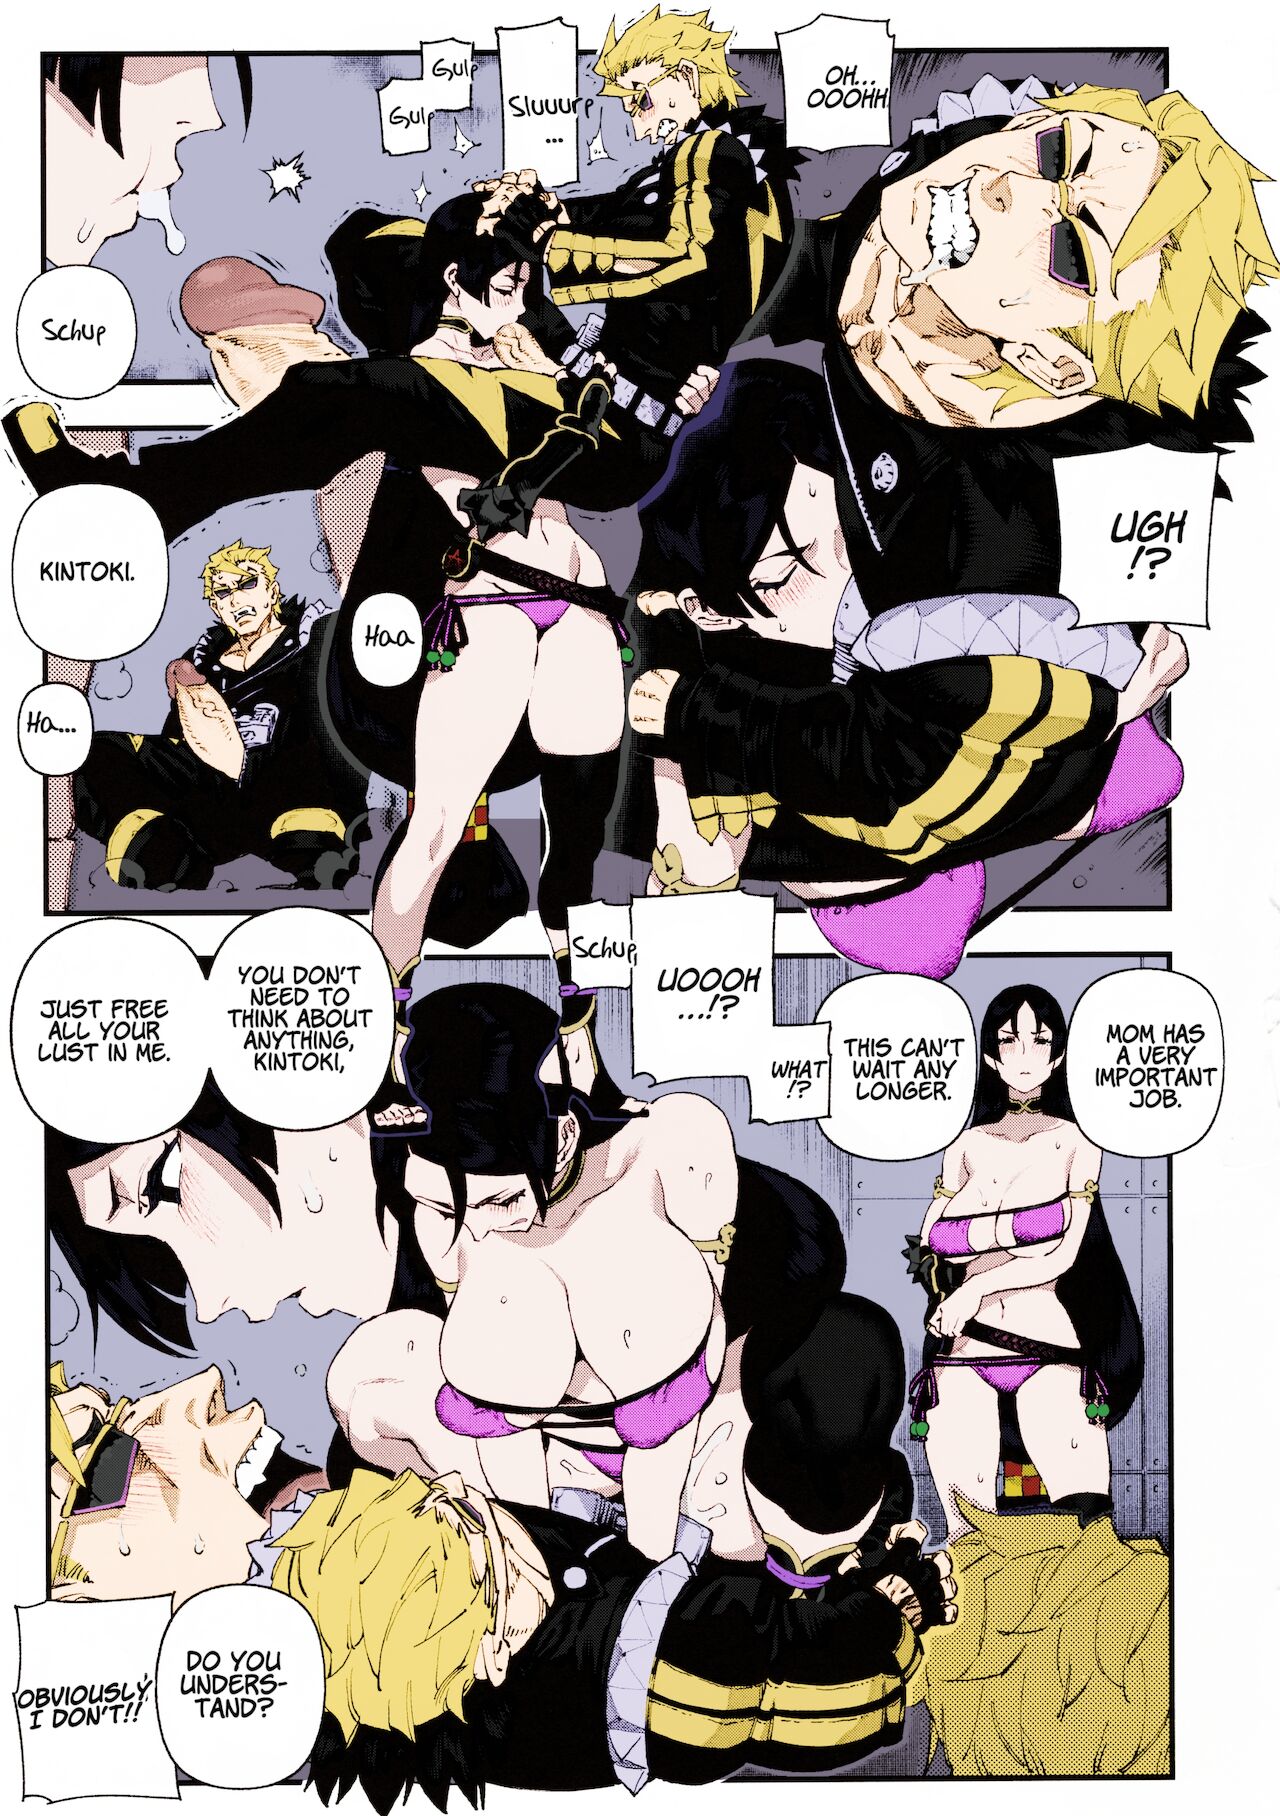 OH...
OOOHH
Sluuurp
...
Gulp
Gulp
Schup
UGH
!?
KINTOKI.
Haa
Ha...
MOM HAS
A VERY
IMPORTANT
JOB.
THIS CAN'T
WAIT ANY
LONGER.
WHAT
!?
UOOOH
...!?
Schup,
YOU DON'T
NEED TO
THINK ABOUT
ANYTHING,
KINTOKI,
JUST FREE
ALL YOUR
LUST IN ME.
DO YOU
UNDERS-
TAND?
OBVIOUSLY
I DON'T!!